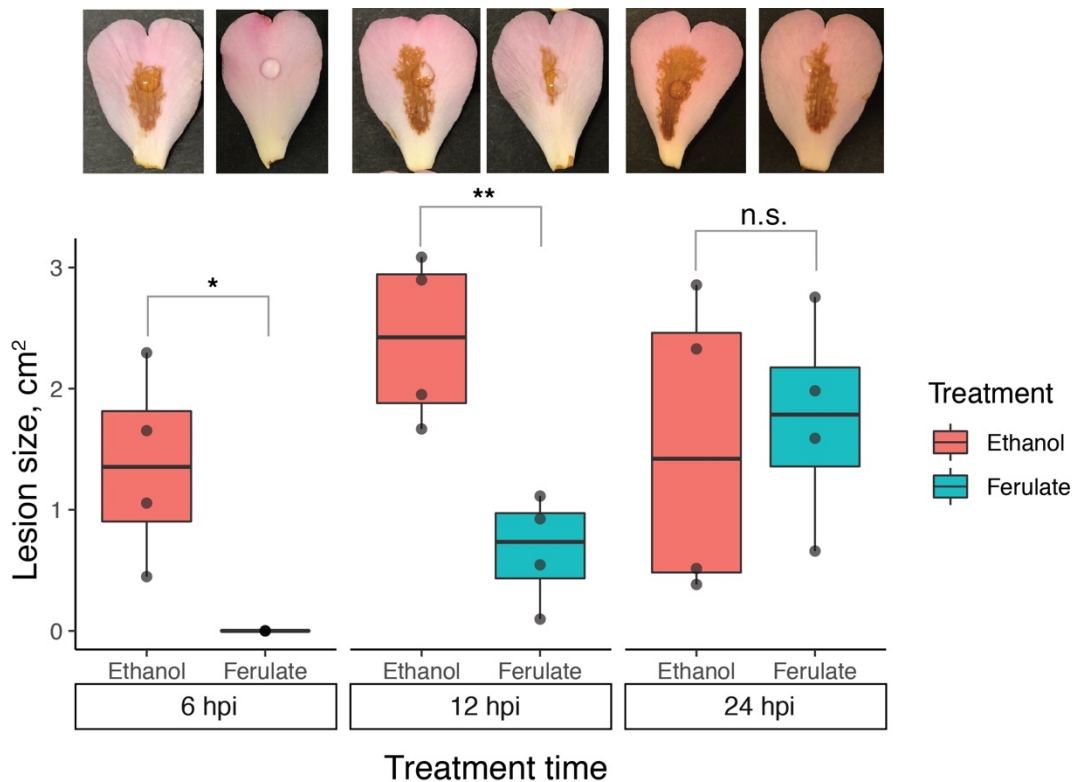 *
**
n.s.
Lesion size, cm²
3
2
1
0
Ethanol Ferulate Ethanol Ferulate Ethanol Ferulate
6 hpi 12 hpi 24 hpi
Treatment time
Treatment
Ethanol
Ferulate